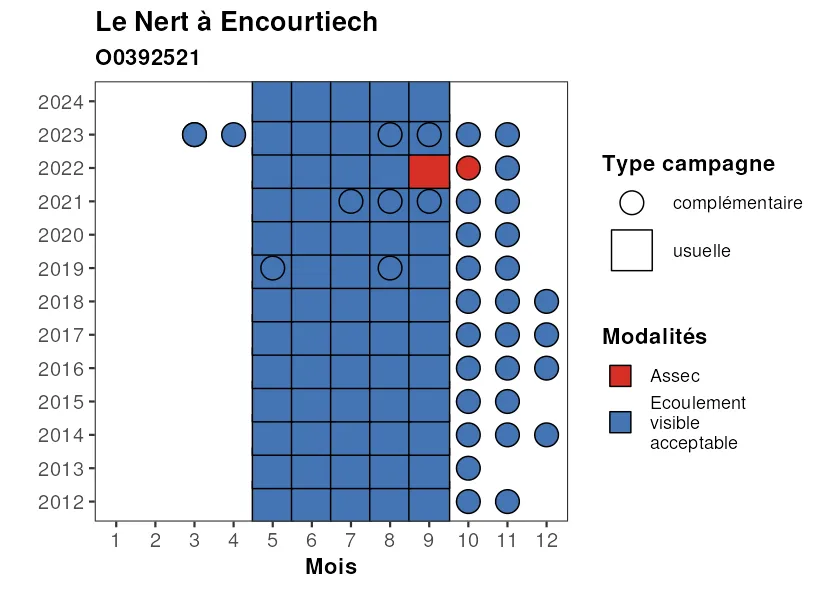 Le Nert à Encourtiech
O0392521
2024
2023
2022
2021
2020
2019
2018
2017
2016
2015
2014
2013
2012
1 2 3 4 5 6 7 8 9 10 11 12
Mois
Type campagne
complémentaire
usuelle
Modalités
Assec
Ecoulement
visible
acceptable